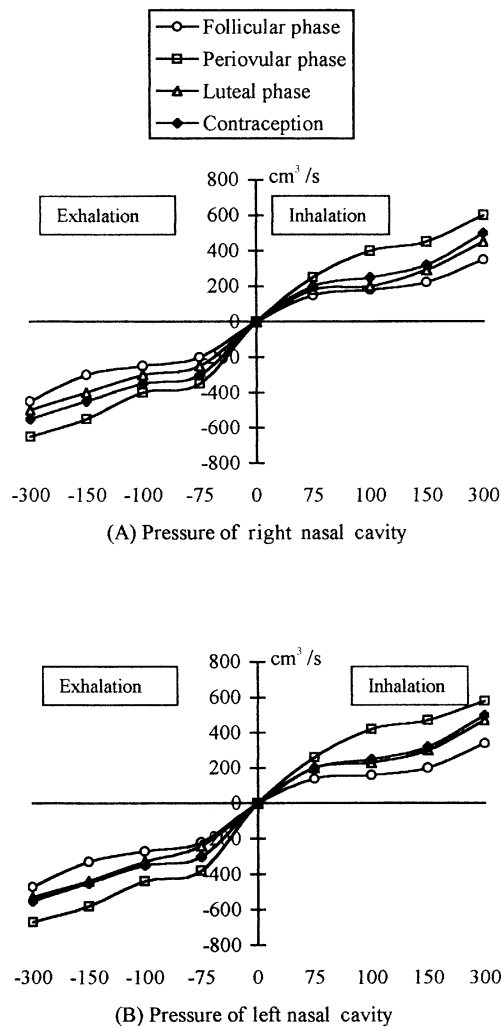 Follicular phase
Periovular phase
Luteal phase
Contraception
cm³/s
Exhalation
Inhalation
800
600
400
200
0
-200
-400
-600
-800
-300 -150 -100 -75 0 75 100 150 300
(A) Pressure of right nasal cavity
cm³/s
Exhalation
Inhalation
800
600
400
200
0
-200
-400
-600
-800
-300 -150 -100 -75 0 75 100 150 300
(B) Pressure of left nasal cavity